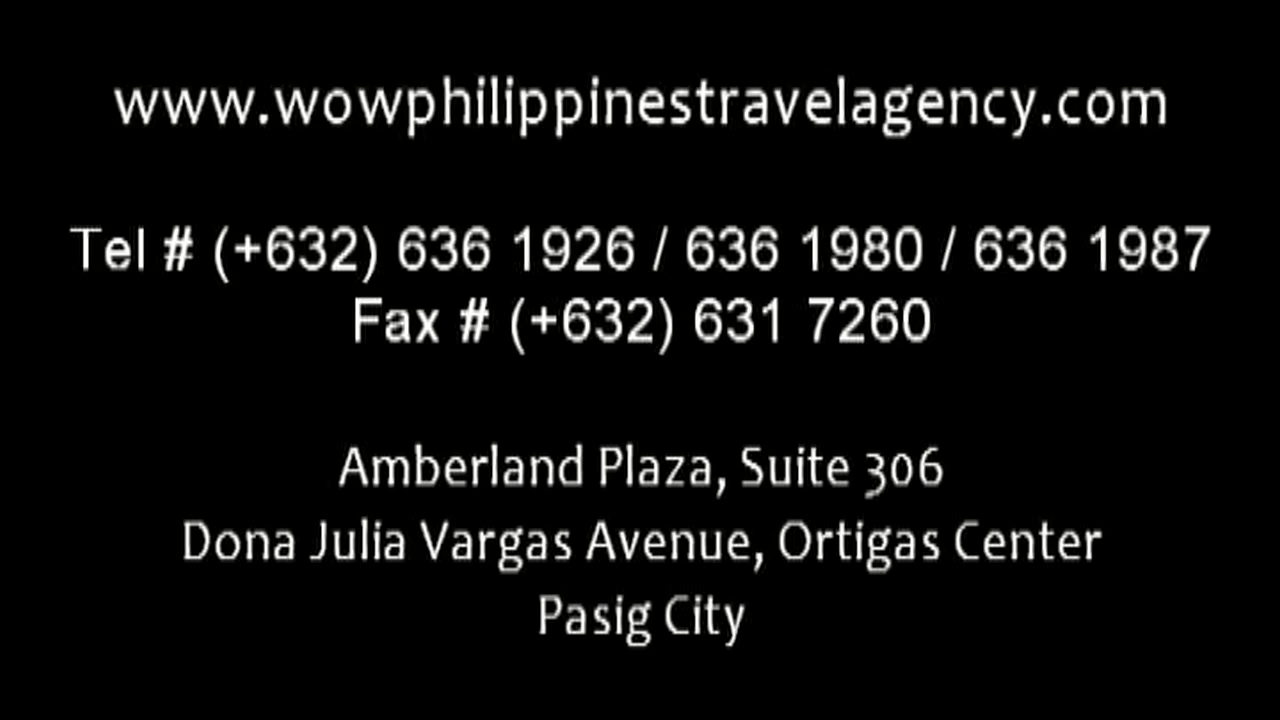 www.wowphilippinestravelagency.com
Tel # (+632) 636 1926 / 636 1980 / 636 1987
Fax # (+632) 631 7260
Amberland Plaza, Suite 306
Dona Julia Vargas Avenue, Ortigas Center
Pasig City